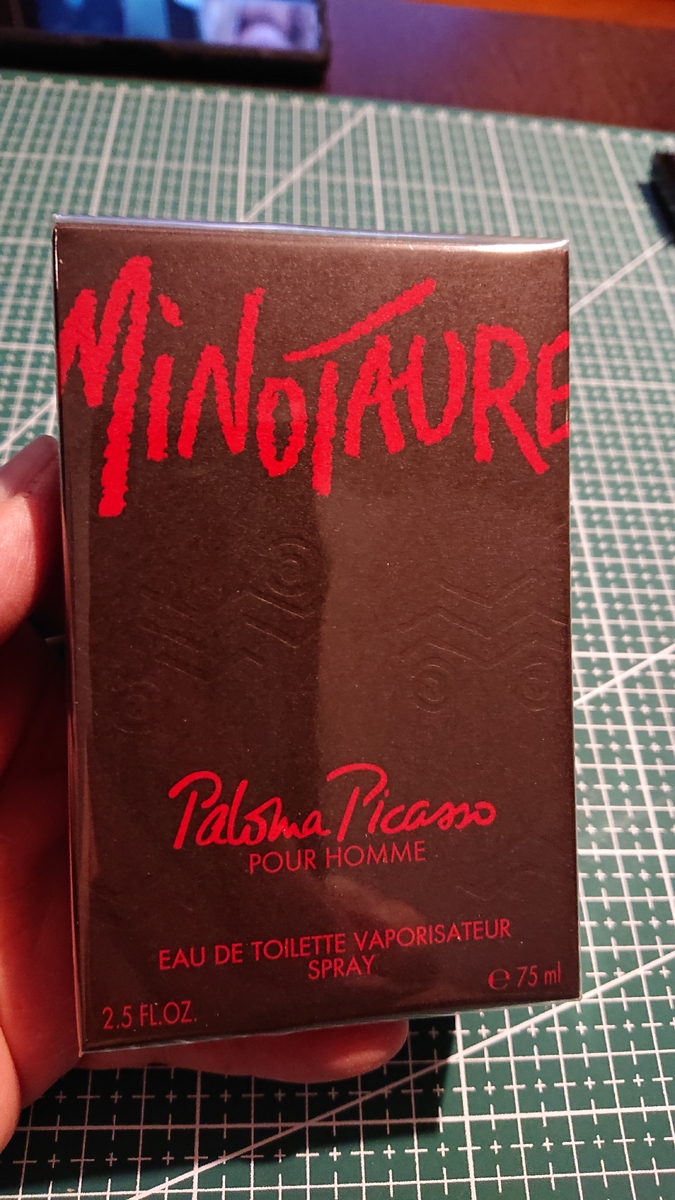 MiNOTAURE
Paloma Picasso
POUR HOMME
EAU DE TOILETTE VAPORISATEUR
SPRAY
2.5 FL.OZ.
℮ 75 ml